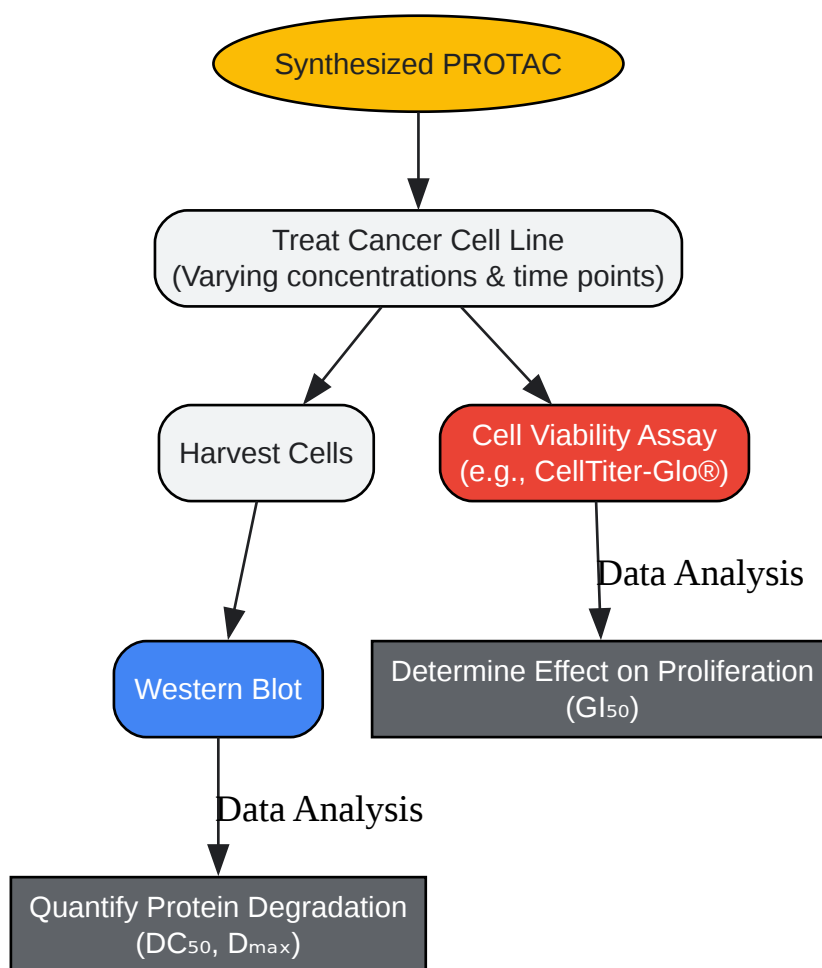 Synthesized PROTAC
Treat Cancer Cell Line
(Varying concentrations & time points)
Harvest Cells
Cell Viability Assay
(e.g., CellTiter-Glo®)
Data Analysis
Western Blot
Determine Effect on Proliferation
(GI₅₀)
Data Analysis
Quantify Protein Degradation
(DC₅₀, Dₘₐₓ)